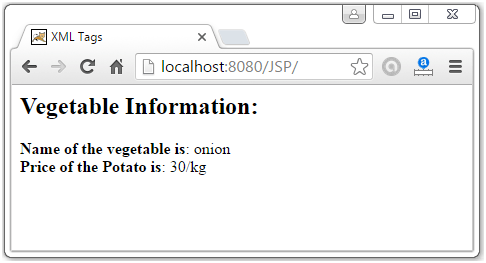 XML Tags
localhost:8080/JSP/
a
Vegetable Information:
Name of the vegetable is: onion
Price of the Potato is: 30/kg